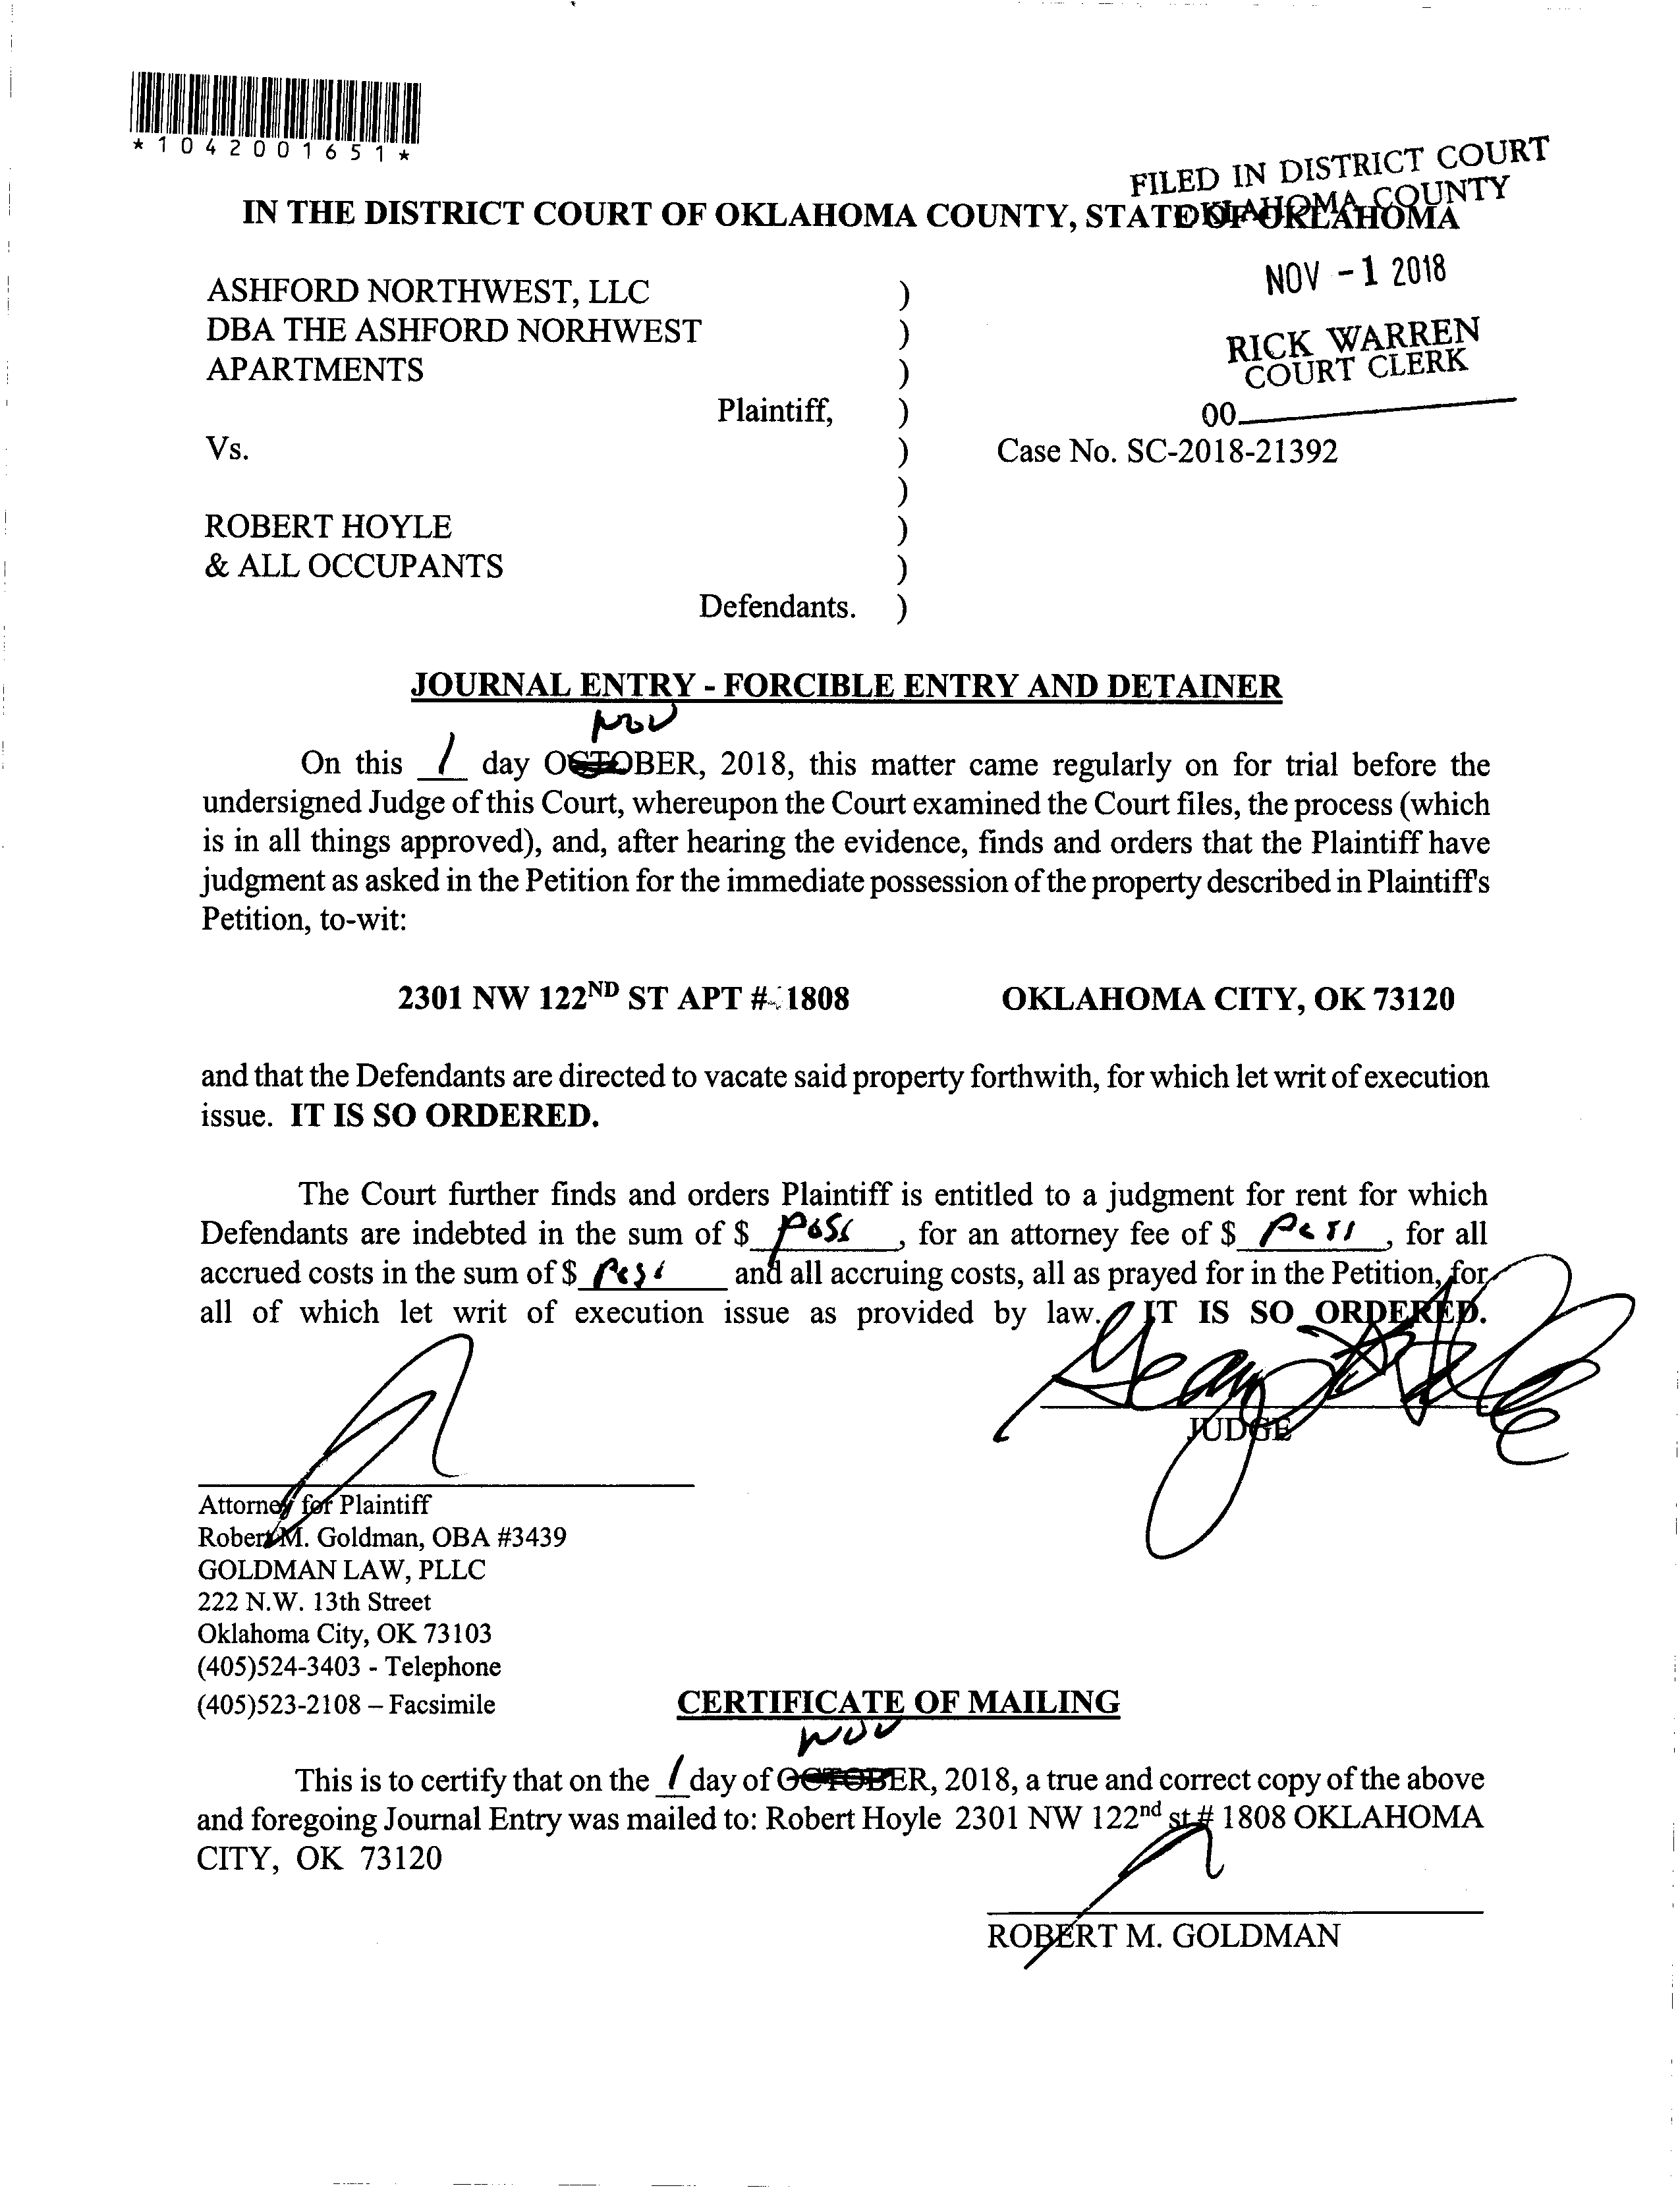 *1042001651*
FILED IN DISTRICT COURT
OKLAHOMA COUNTY
IN THE DISTRICT COURT OF OKLAHOMA COUNTY, STATE OF OKLAHOMA
NOV -1 2018
ASHFORD NORTHWEST, LLC )
DBA THE ASHFORD NORHWEST )
RICK WARREN
COURT CLERK
APARTMENTS )
Plaintiff, )
00
Vs. ) Case No. SC-2018-21392
)
ROBERT HOYLE )
& ALL OCCUPANTS )
Defendants. )
JOURNAL ENTRY - FORCIBLE ENTRY AND DETAINER
NOV
On this 1 day OCTOBER, 2018, this matter came regularly on for trial before the
undersigned Judge of this Court, whereupon the Court examined the Court files, the process (which
is in all things approved), and, after hearing the evidence, finds and orders that the Plaintiff have
judgment as asked in the Petition for the immediate possession of the property described in Plaintiff's
Petition, to-wit:
2301 NW 122ND ST APT # 1808 OKLAHOMA CITY, OK 73120
and that the Defendants are directed to vacate said property forthwith, for which let writ of execution
issue. IT IS SO ORDERED.
The Court further finds and orders Plaintiff is entitled to a judgment for rent for which
Defendants are indebted in the sum of $ Poss , for an attorney fee of $ Poss , for all
accrued costs in the sum of $ Poss and all accruing costs, all as prayed for in the Petition, for
all of which let writ of execution issue as provided by law. IT IS SO ORDERED.
JUDGE
Attorney for Plaintiff
Robert M. Goldman, OBA #3439
GOLDMAN LAW, PLLC
222 N.W. 13th Street
Oklahoma City, OK 73103
(405)524-3403 - Telephone
(405)523-2108 – Facsimile
CERTIFICATE OF MAILING
NOV
This is to certify that on the 1 day of OCTOBER, 2018, a true and correct copy of the above
and foregoing Journal Entry was mailed to: Robert Hoyle 2301 NW 122nd st # 1808 OKLAHOMA
CITY, OK 73120
ROBERT M. GOLDMAN